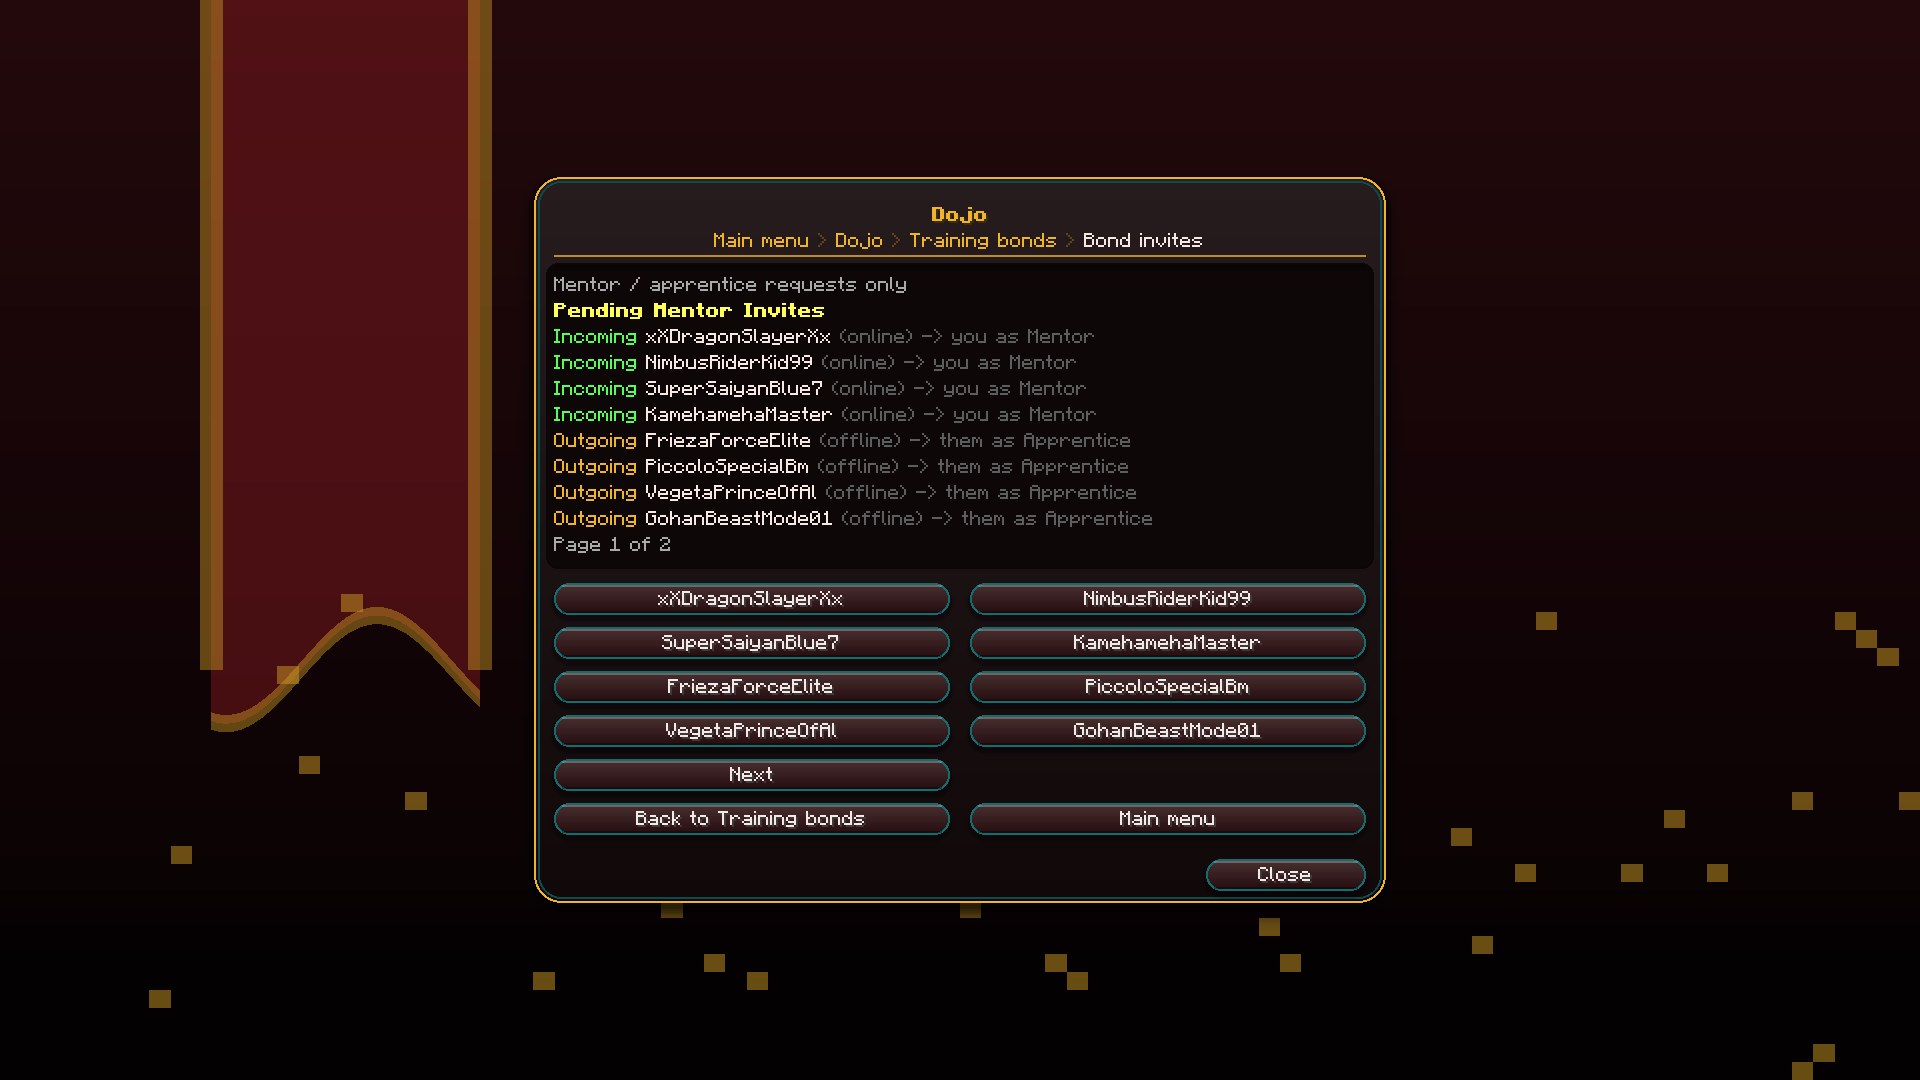 Dojo
Main menu > Dojo > Training bonds > Bond invites
Mentor / apprentice requests only
Pending Mentor Invites
Incoming xXDragonSlayerXx (online) -> you as Mentor
Incoming NimbusRiderKid99 (online) -> you as Mentor
Incoming SuperSaiyanBlue7 (online) -> you as Mentor
Incoming KamehamehaMaster (online) -> you as Mentor
Outgoing FriezaForceElite (offline) -> them as Apprentice
Outgoing PiccoloSpecialBm (offline) -> them as Apprentice
Outgoing VegetaPrinceOfAl (offline) -> them as Apprentice
Outgoing GohanBeastMode01 (offline) -> them as Apprentice
Page 1 of 2
xXDragonSlayerXx NimbusRiderKid99
SuperSaiyanBlue7 KamehamehaMaster
FriezaForceElite PiccoloSpecialBm
VegetaPrinceOfAl GohanBeastMode01
Next
Back to Training bonds Main menu
Close